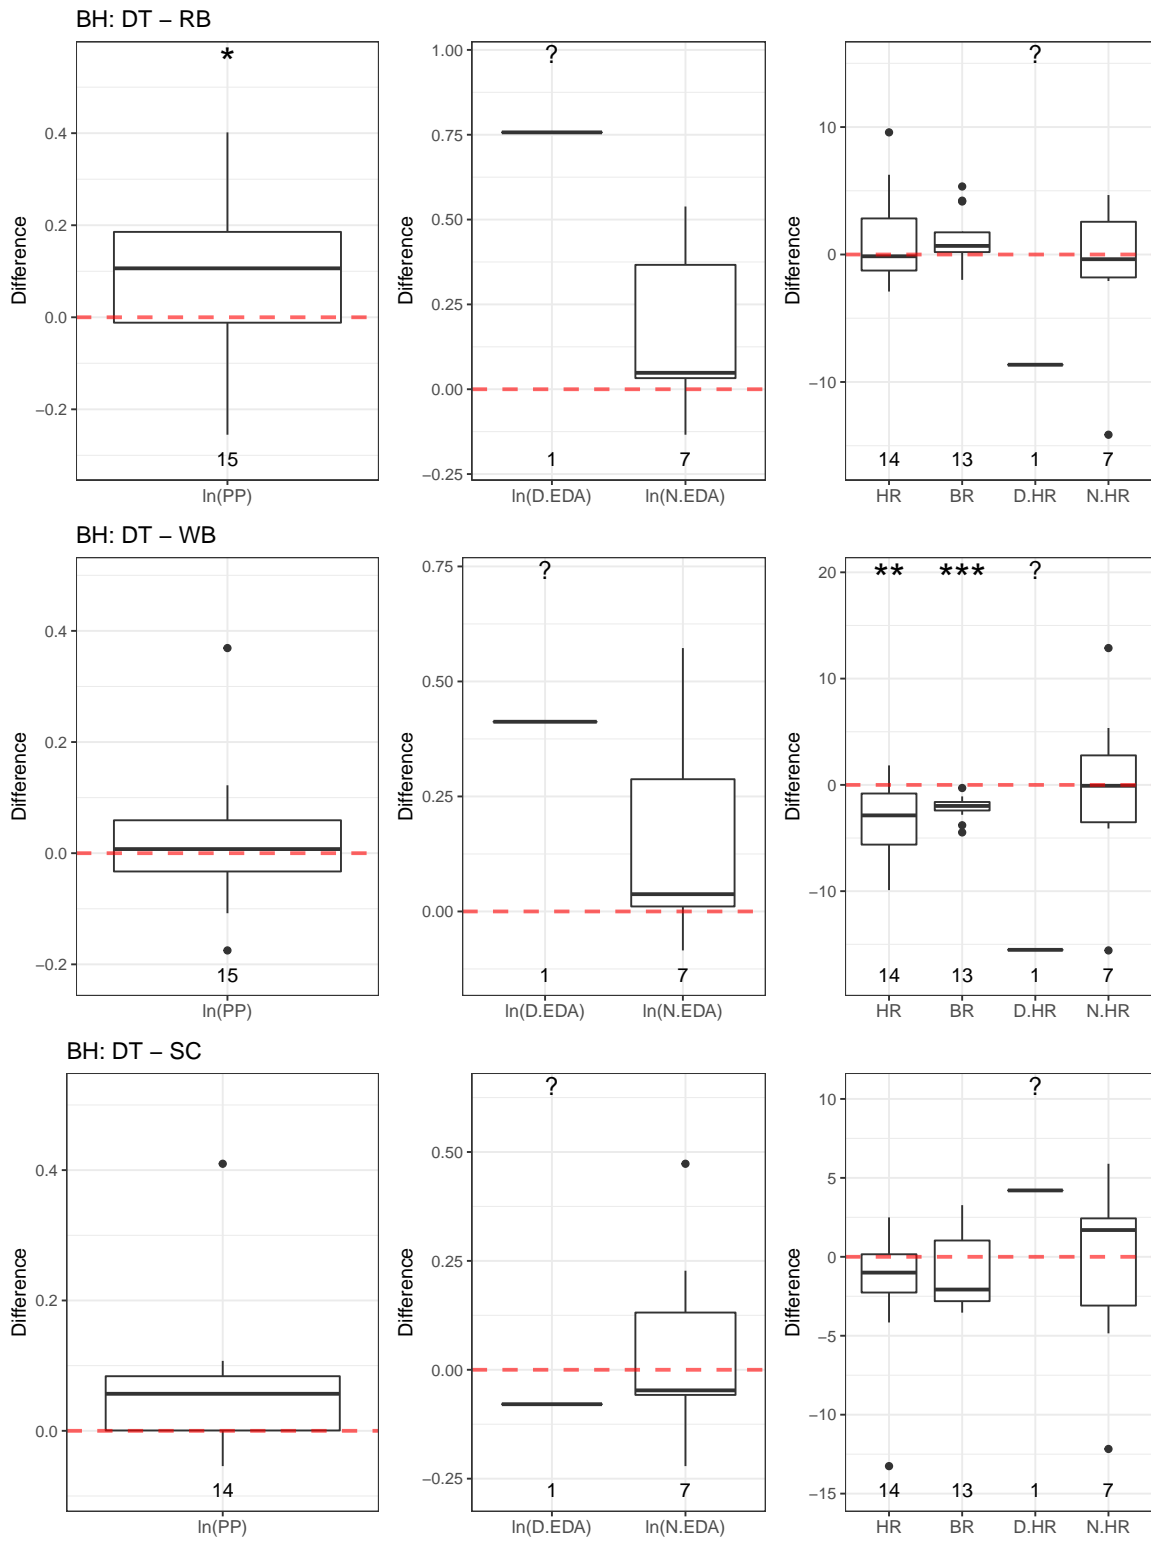 BH: DT – RB
*
0.4
0.2
0.0
−0.2
Difference
15
ln(PP)
?
1.00
0.75
0.50
0.25
0.00
−0.25
Difference
1 7
ln(D.EDA) ln(N.EDA)
?
10
0
−10
Difference
14 13 1 7
HR BR D.HR N.HR
BH: DT – WB
0.4
0.2
0.0
−0.2
Difference
15
ln(PP)
?
0.75
0.50
0.25
0.00
Difference
1 7
ln(D.EDA) ln(N.EDA)
** *** ?
20
10
0
−10
Difference
14 13 1 7
HR BR D.HR N.HR
BH: DT – SC
0.4
0.2
0.0
Difference
14
ln(PP)
?
0.50
0.25
0.00
−0.25
Difference
1 7
ln(D.EDA) ln(N.EDA)
?
10
5
0
−5
−10
−15
Difference
14 13 1 7
HR BR D.HR N.HR